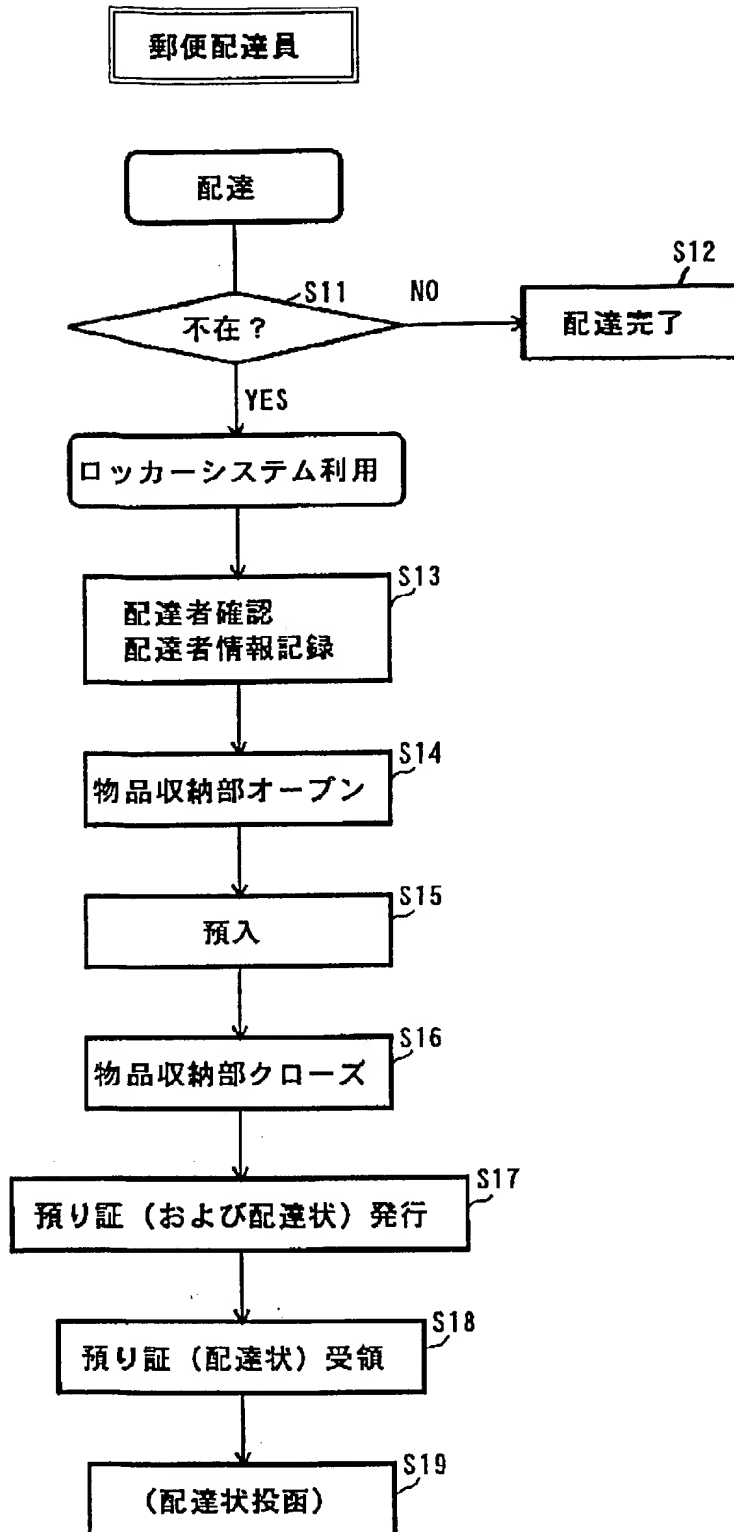 郵便配達員
配達
S11
不在？
NO
S12
配達完了
YES
ロッカーシステム利用
S13
配達者確認
配達者情報記録
S14
物品収納部オープン
S15
預入
S16
物品収納部クローズ
S17
預り証（および配達状）発行
S18
預り証（配達状）受領
S19
（配達状投函）